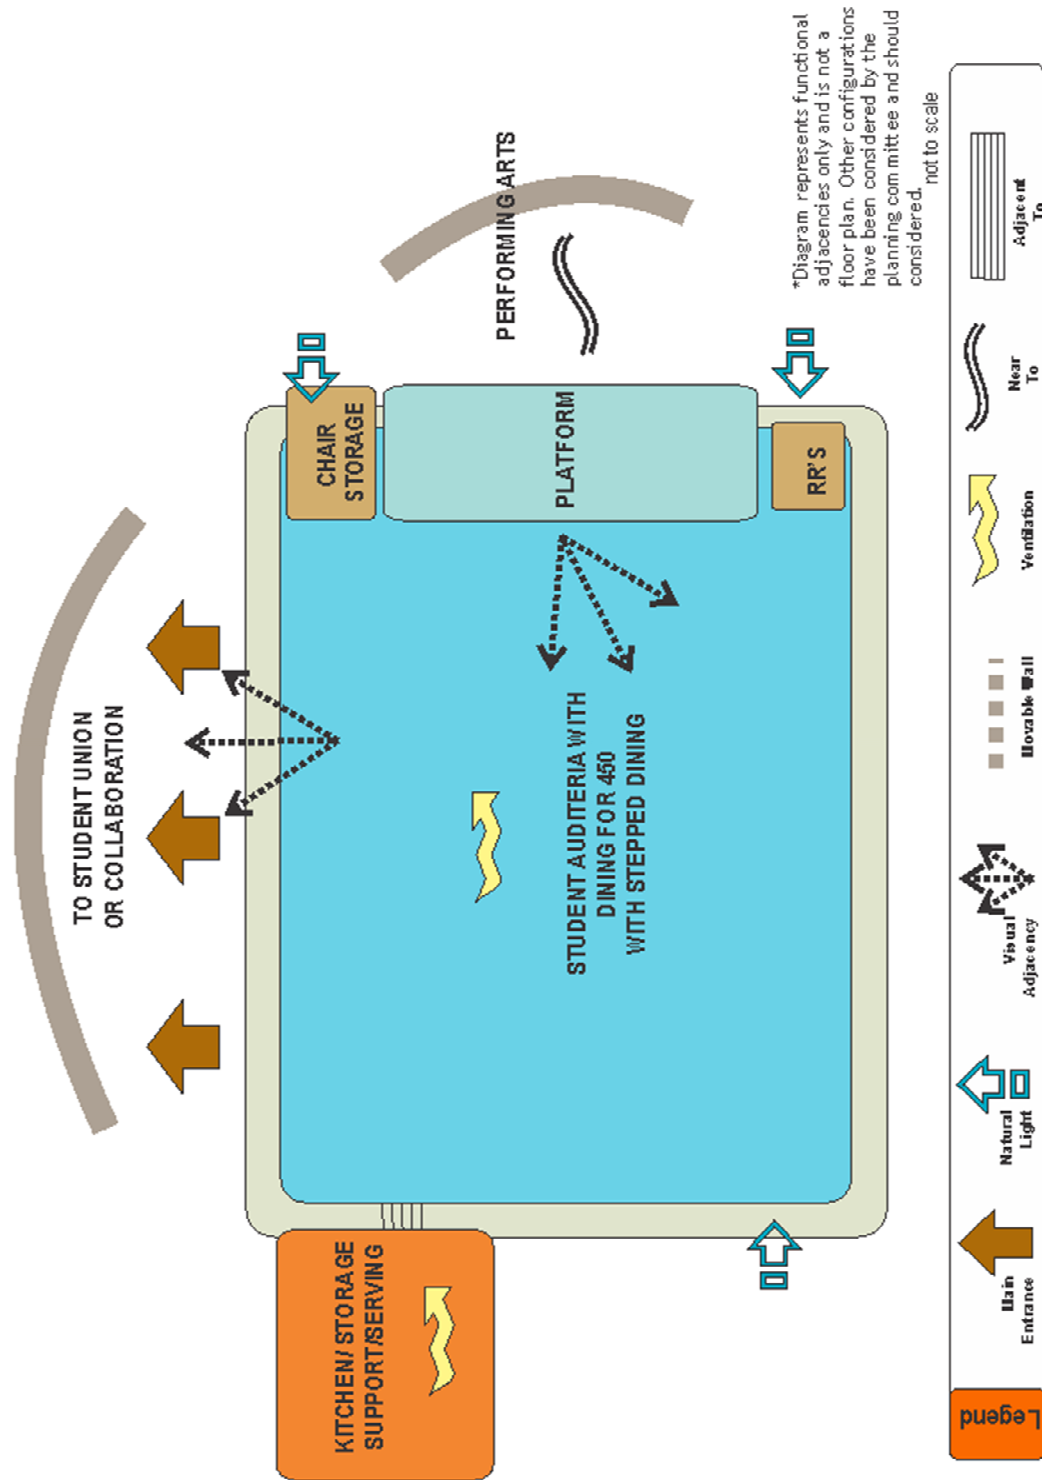 TO STUDENT UNION
OR COLLABORATION
KITCHEN/ STORAGE
SUPPORT/SERVING
CHAIR
STORAGE
PERFORMING ARTS
PLATFORM
STUDENT AUDITERIA WITH
DINING FOR 450
WITH STEPPED DINING
RR'S
*Diagram represents functional
adjacencies only and is not a
floor plan. Other configurations
have been considered by the
planning committee and should
considered.
not to scale
Legend
Main
Entrance
Natural
Light
Visual
Adjacency
Movable Wall
Ventilation
Near
To
Adjacent
To